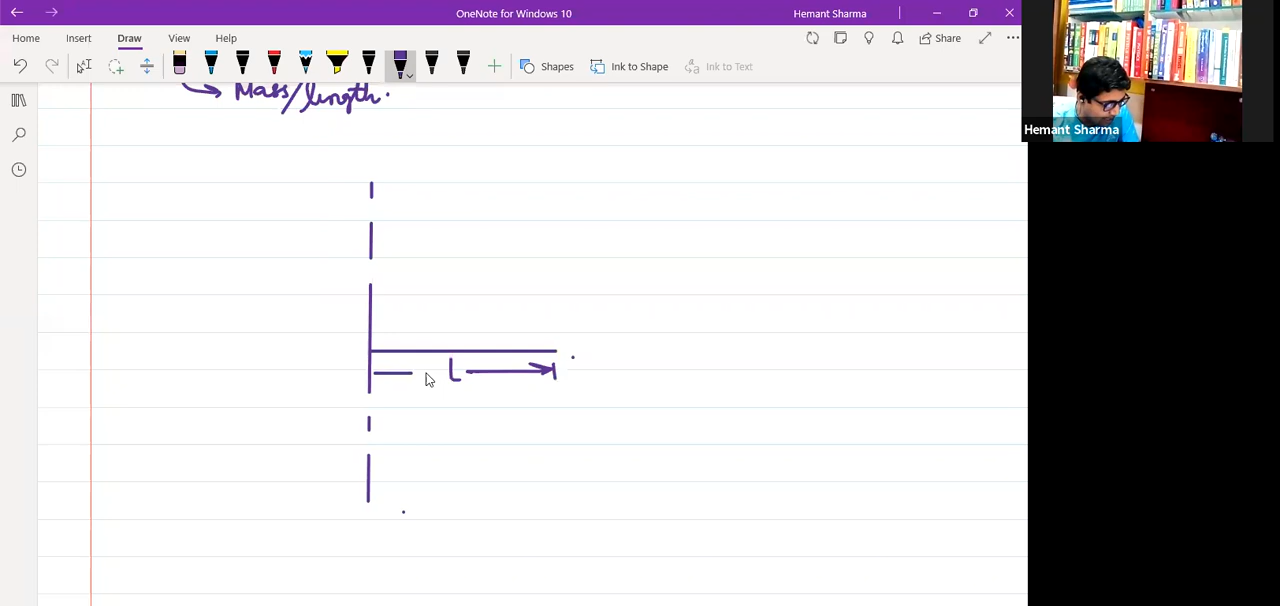 OneNote for Windows 10
Hemant Sharma
Home Insert Draw View Help
Share
Shapes Ink to Shape Ink to Text
Mass/length.
L
Hemant Sharma